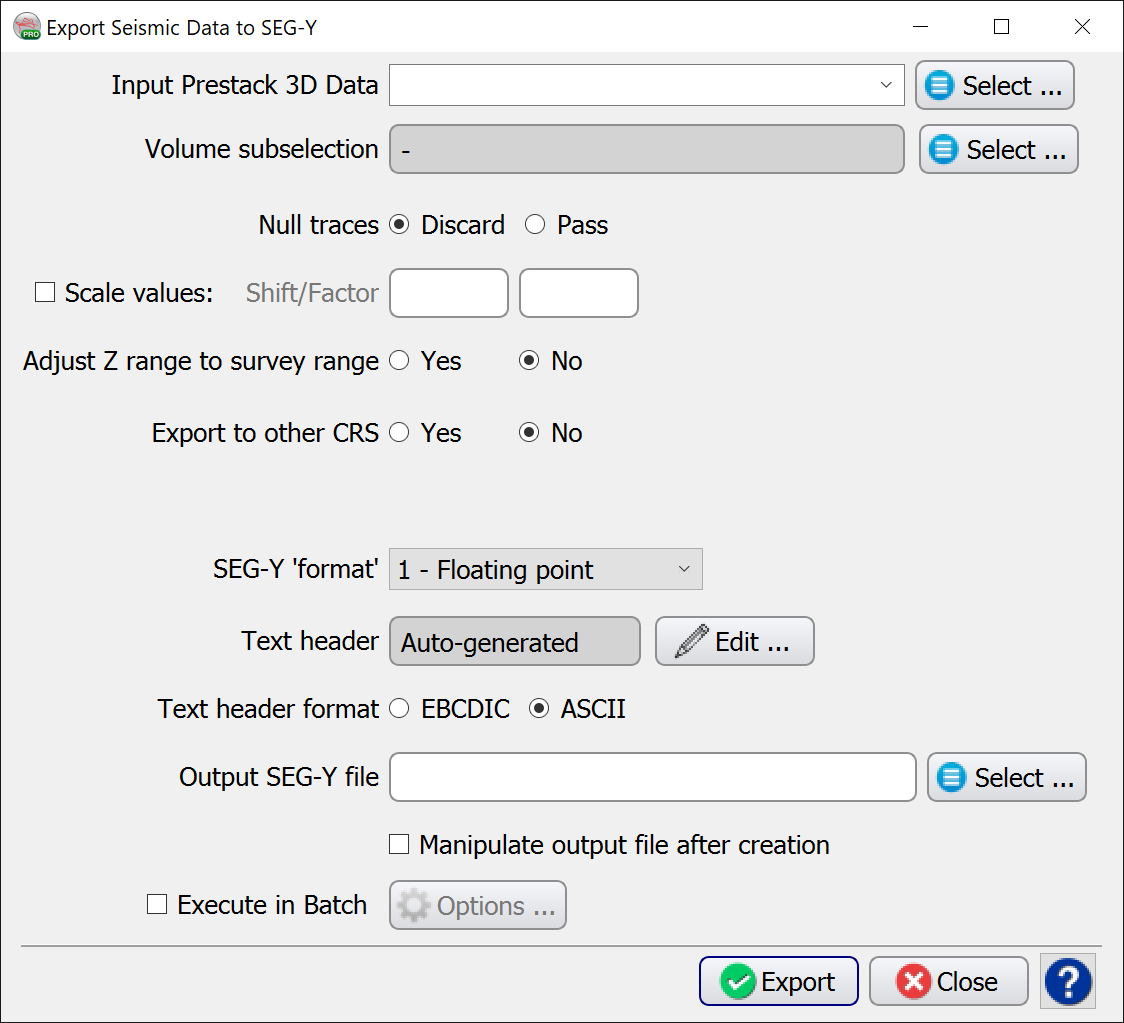 PRO Export Seismic Data to SEG-Y
Input Prestack 3D Data Select ...
Volume subselection - Select ...
Null traces Discard Pass
Scale values: Shift/Factor
Adjust Z range to survey range Yes No
Export to other CRS Yes No
SEG-Y 'format' 1 - Floating point
Text header Auto-generated Edit ...
Text header format EBCDIC ASCII
Output SEG-Y file Select ...
Manipulate output file after creation
Execute in Batch Options ...
Export Close ?